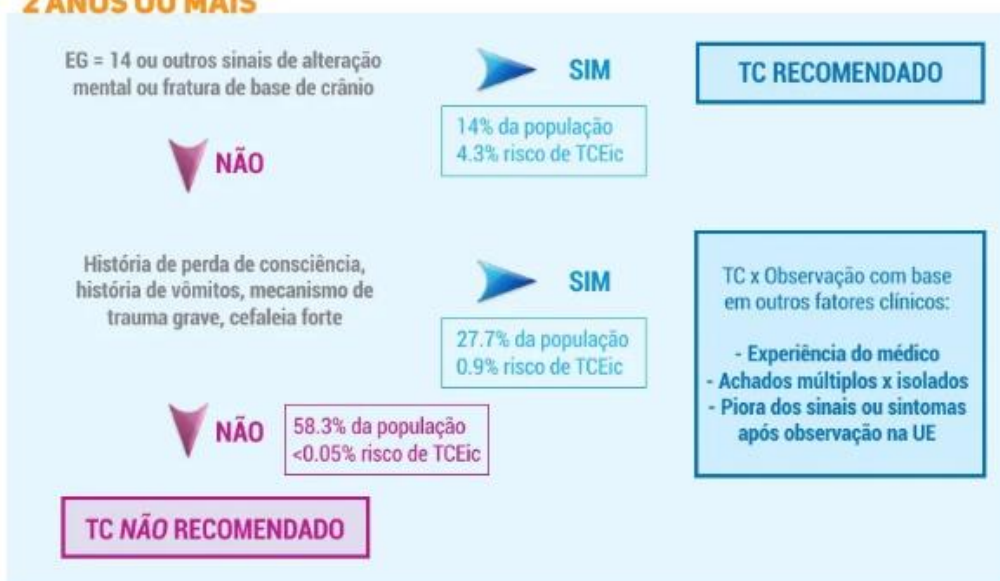 2 ANOS OU MAIS
EG = 14 ou outros sinais de alteração
mental ou fratura de base de crânio
SIM
TC RECOMENDADO
14% da população
4.3% risco de TCEic
NÃO
História de perda de consciência,
história de vômitos, mecanismo de
trauma grave, cefaleia forte
SIM
27.7% da população
0.9% risco de TCEic
TC x Observação com base
em outros fatores clínicos:
- Experiência do médico
- Achados múltiplos x isolados
- Piora dos sinais ou sintomas
após observação na UE
NÃO
58.3% da população
<0.05% risco de TCEic
TC NÃO RECOMENDADO